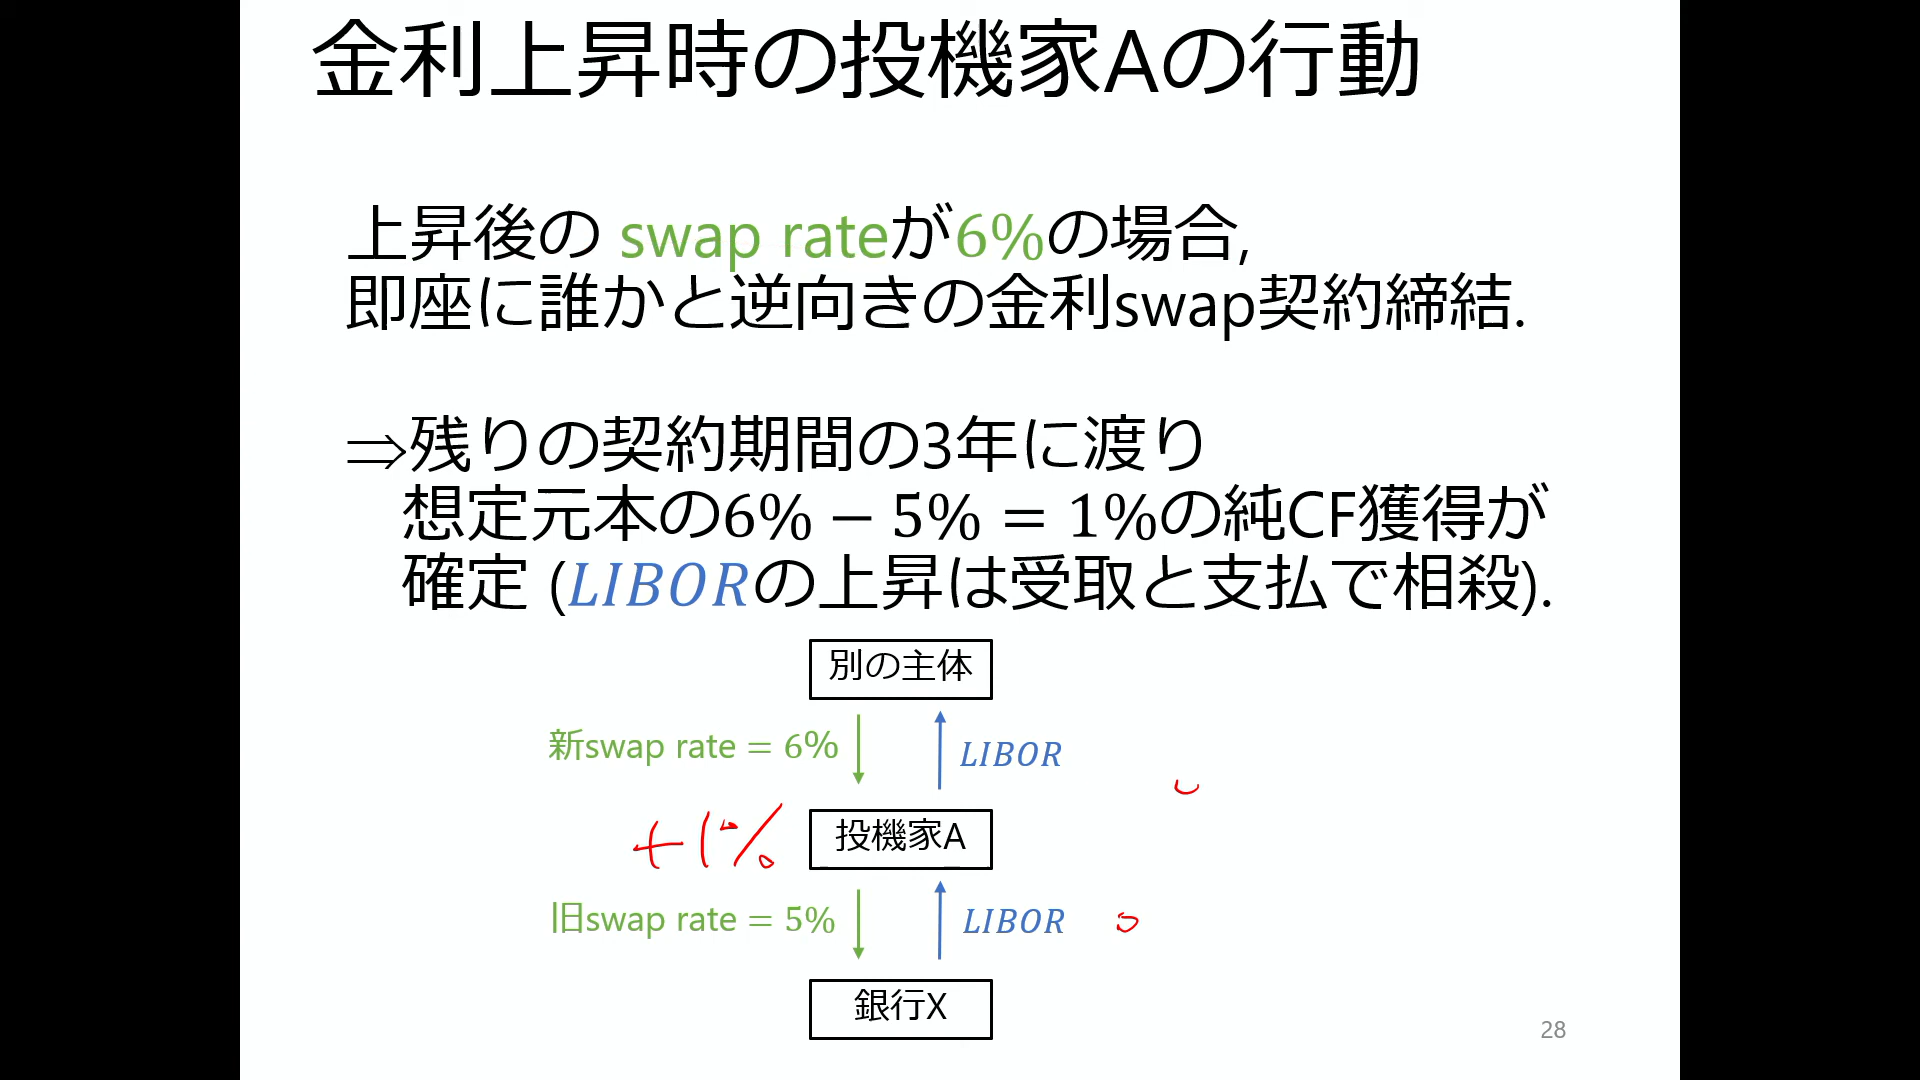 金利上昇時の投機家Aの行動
上昇後の swap rateが6%の場合,
即座に誰かと逆向きの金利swap契約締結.
⇒残りの契約期間の3年に渡り
想定元本の6% − 5% = 1%の純CF獲得が
確定 (LIBORの上昇は受取と支払で相殺).
別の主体
新swap rate = 6%
LIBOR
+1%
投機家A
旧swap rate = 5%
LIBOR
銀行X
28